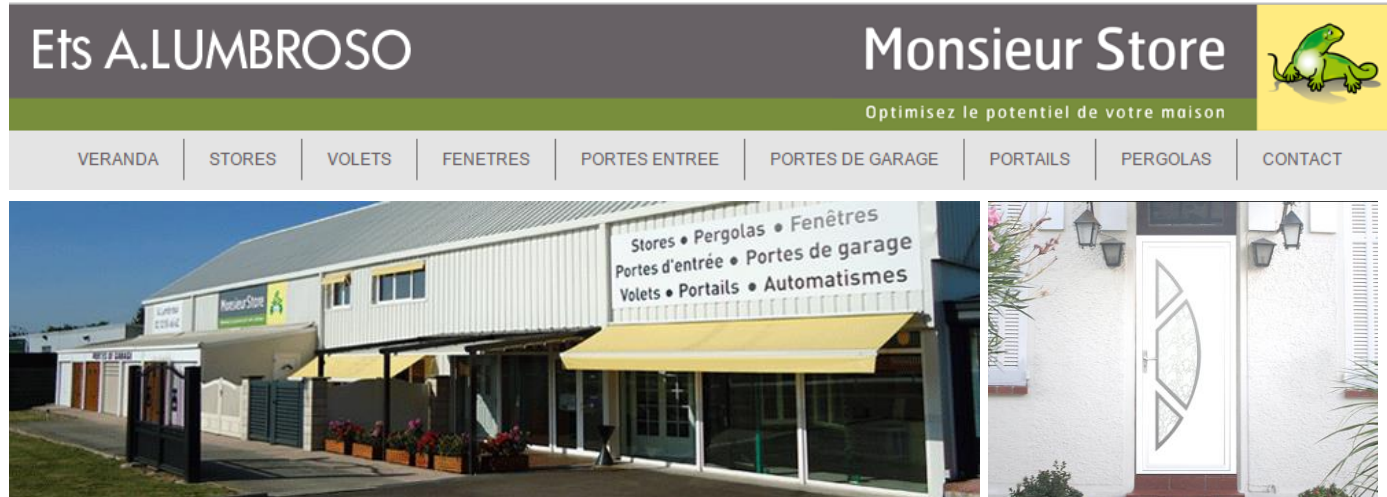 Ets A.LUMBROSO
Monsieur Store
Optimisez le potentiel de votre maison
VERANDA STORES VOLETS FENETRES PORTES ENTREE PORTES DE GARAGE PORTAILS PERGOLAS CONTACT
Stores • Pergolas • Fenêtres
Portes d'entrée • Portes de garage
Volets • Portails • Automatismes
Monsieur Store
A. Lumbroso
PORTES DE GARAGE